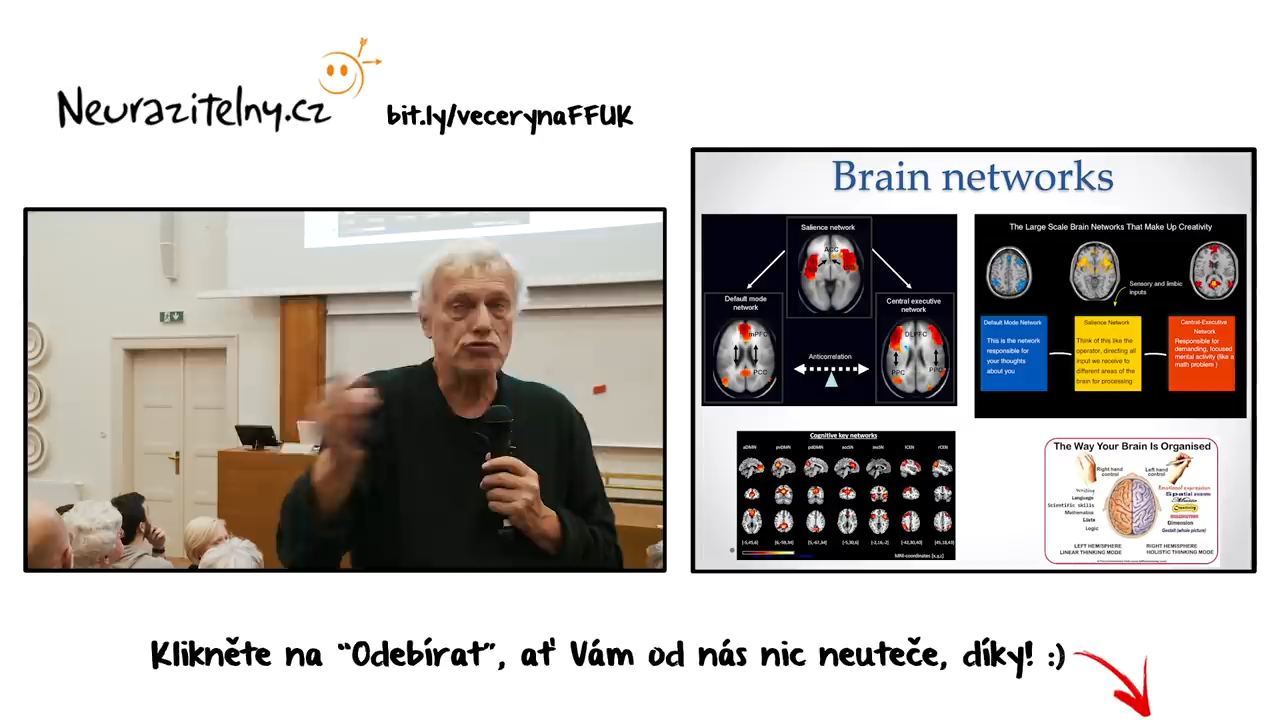 Neurazitelny.cz
bit.ly/vecerynaFFUK
Brain networks
Salience network
ACC
Default mode
network
mPFC
PCC
Anticorrelation
Central executive
network
DLPFC
PPC
PPC
The Large Scale Brain Networks That Make Up Creativity
Sensory and limbic
inputs
Default Mode Network
This is the network
responsible for
your thoughts
about you
Salience Network
Think of this like the
operator, directing all
input we receive to
different areas of the
brain for processing
Central-Executive
Network
Responsible for
demanding, focused
mental activity (like a
math problem )
Cognitive key networks
MNI-coordinates [x,y,z]
The Way Your Brain Is Organised
Right hand
control
Left hand
control
Writing
Language
Scientific skills
Mathematics
Lists
Logic
Emotional expression
Spatial
Music
Creativity
Dimension
Gestalt (whole picture)
LEFT HEMISPHERE
LINEAR THINKING MODE
RIGHT HEMISPHERE
HOLISTIC THINKING MODE
Klikněte na “Odebírat”, ať Vám od nás nic neuteče, díky! :)